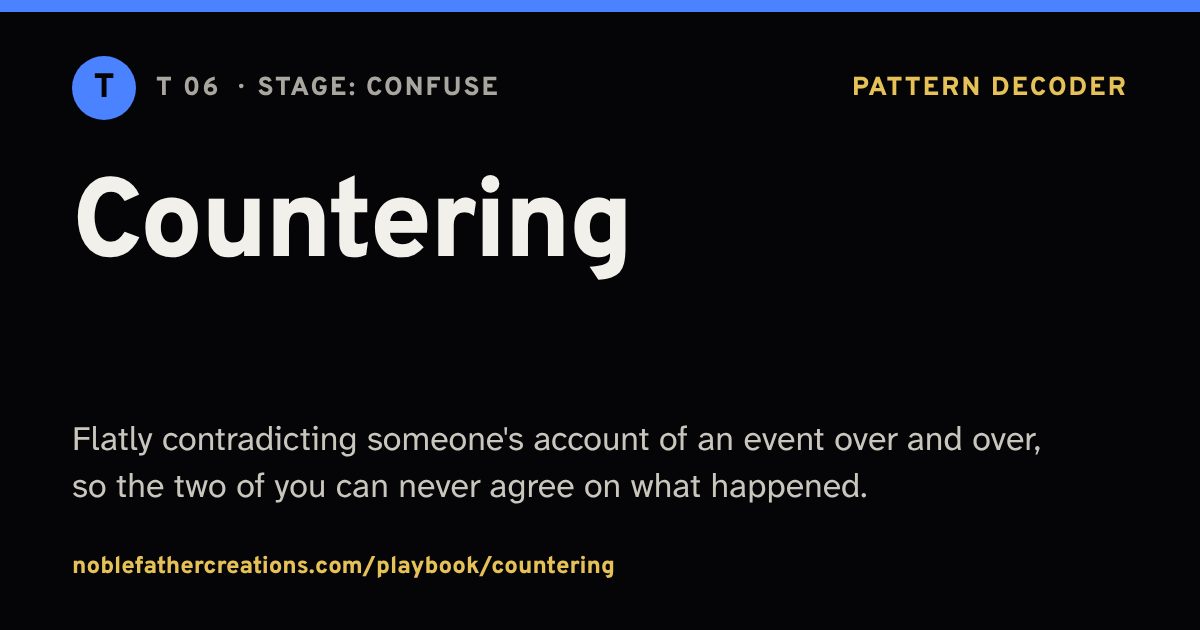 T
T 06 · STAGE: CONFUSE
PATTERN DECODER
Countering
Flatly contradicting someone's account of an event over and over,
so the two of you can never agree on what happened.
noblefathercreations.com/playbook/countering